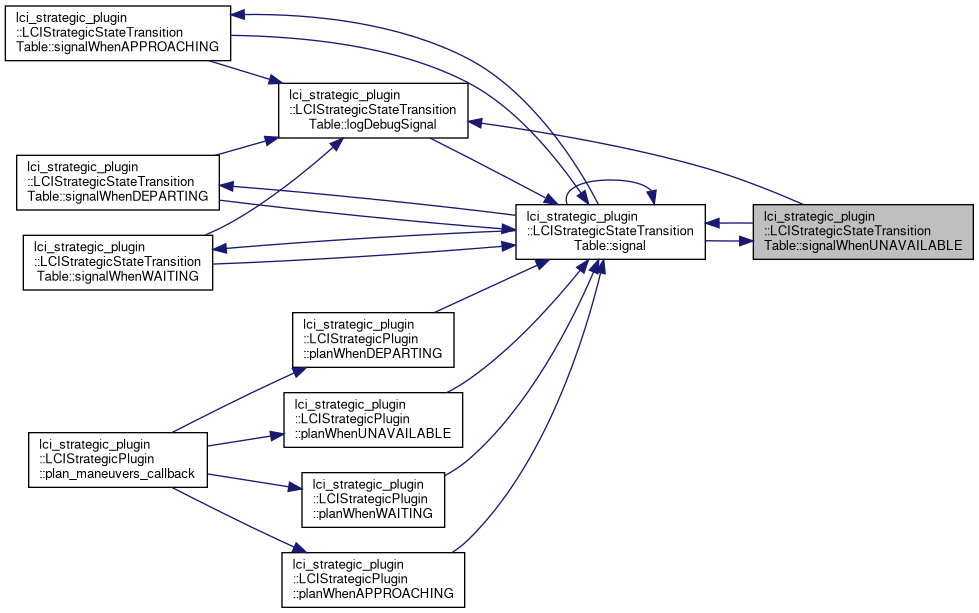 lci_strategic_plugin
::LCIStrategicStateTransition
Table::signalWhenAPPROACHING
lci_strategic_plugin
::LCIStrategicStateTransition
Table::logDebugSignal
lci_strategic_plugin
::LCIStrategicStateTransition
Table::signalWhenDEPARTING
lci_strategic_plugin
::LCIStrategicStateTransition
Table::signal
lci_strategic_plugin
::LCIStrategicStateTransition
Table::signalWhenUNAVAILABLE
lci_strategic_plugin
::LCIStrategicStateTransition
Table::signalWhenWAITING
lci_strategic_plugin
::LCIStrategicPlugin
::planWhenDEPARTING
lci_strategic_plugin
::LCIStrategicPlugin
::planWhenUNAVAILABLE
lci_strategic_plugin
::LCIStrategicPlugin
::plan_maneuvers_callback
lci_strategic_plugin
::LCIStrategicPlugin
::planWhenWAITING
lci_strategic_plugin
::LCIStrategicPlugin
::planWhenAPPROACHING